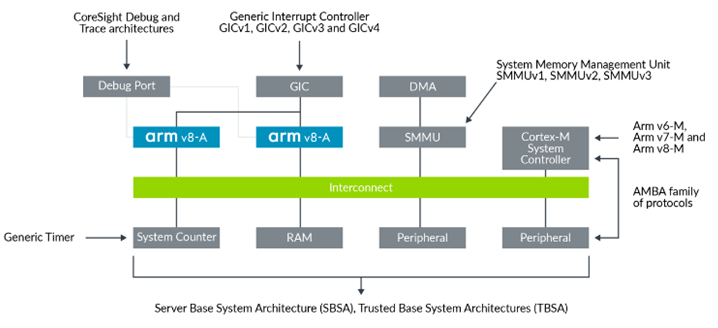 CoreSight Debug and
Trace architectures
Generic Interrupt Controller
GICv1, GICv2, GICv3 and GICv4
System Memory Management Unit
SMMUv1, SMMUv2, SMMUv3
Debug Port
GIC
DMA
arm v8-A
arm v8-A
SMMU
Cortex-M
System
Controller
Arm v6-M,
Arm v7-M and
Arm v8-M
Interconnect
AMBA family
of protocols
Generic Timer
System Counter
RAM
Peripheral
Peripheral
Server Base System Architecture (SBSA), Trusted Base System Architectures (TBSA)